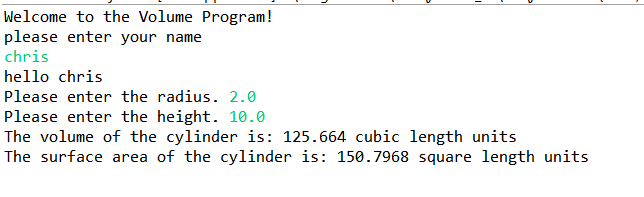 Welcome to the Volume Program!
please enter your name
chris
hello chris
Please enter the radius. 2.0
Please enter the height. 10.0
The volume of the cylinder is: 125.664 cubic length units
The surface area of the cylinder is: 150.7968 square length units